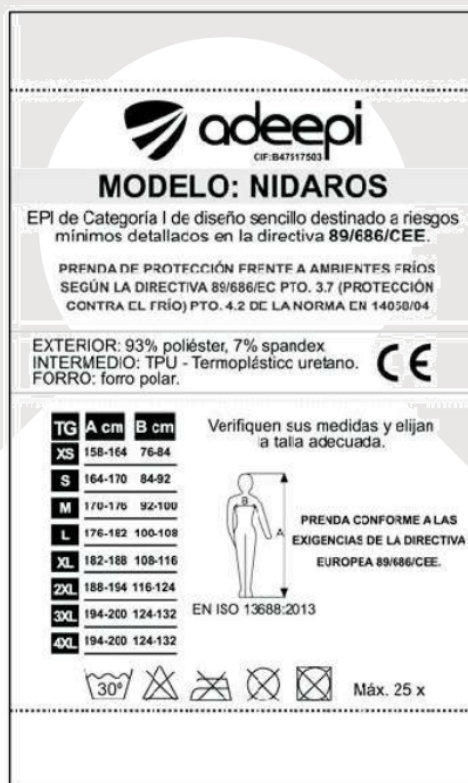 adeepi
CIF:B47517503
MODELO: NIDAROS
EPI de Categoría I de diseño sencillo destinado a riesgos
mínimos detallados en la directiva 89/686/CEE.
PRENDA DE PROTECCIÓN FRENTE A AMBIENTES FRÍOS
SEGÚN LA DIRECTIVA 89/686/EC PTO. 3.7 (PROTECCIÓN
CONTRA EL FRÍO) PTO. 4.2 DE LA NORMA EN 14058/04
EXTERIOR: 93% poliéster, 7% spandex
INTERMEDIO: TPU - Termoplástico uretano.
FORRO: forro polar.
CE
TG A cm B cm
XS 158-164 76-84
S 164-170 84-92
M 170-176 92-100
L 176-182 100-108
XL 182-188 108-116
2XL 188-194 116-124
3XL 194-200 124-132
4XL 194-200 124-132
Verifiquen sus medidas y elijan
la talla adecuada.
B
A
EN ISO 13688:2013
PRENDA CONFORME A LAS
EXIGENCIAS DE LA DIRECTIVA
EUROPEA 89/686/CEE.
30º
Máx. 25 x